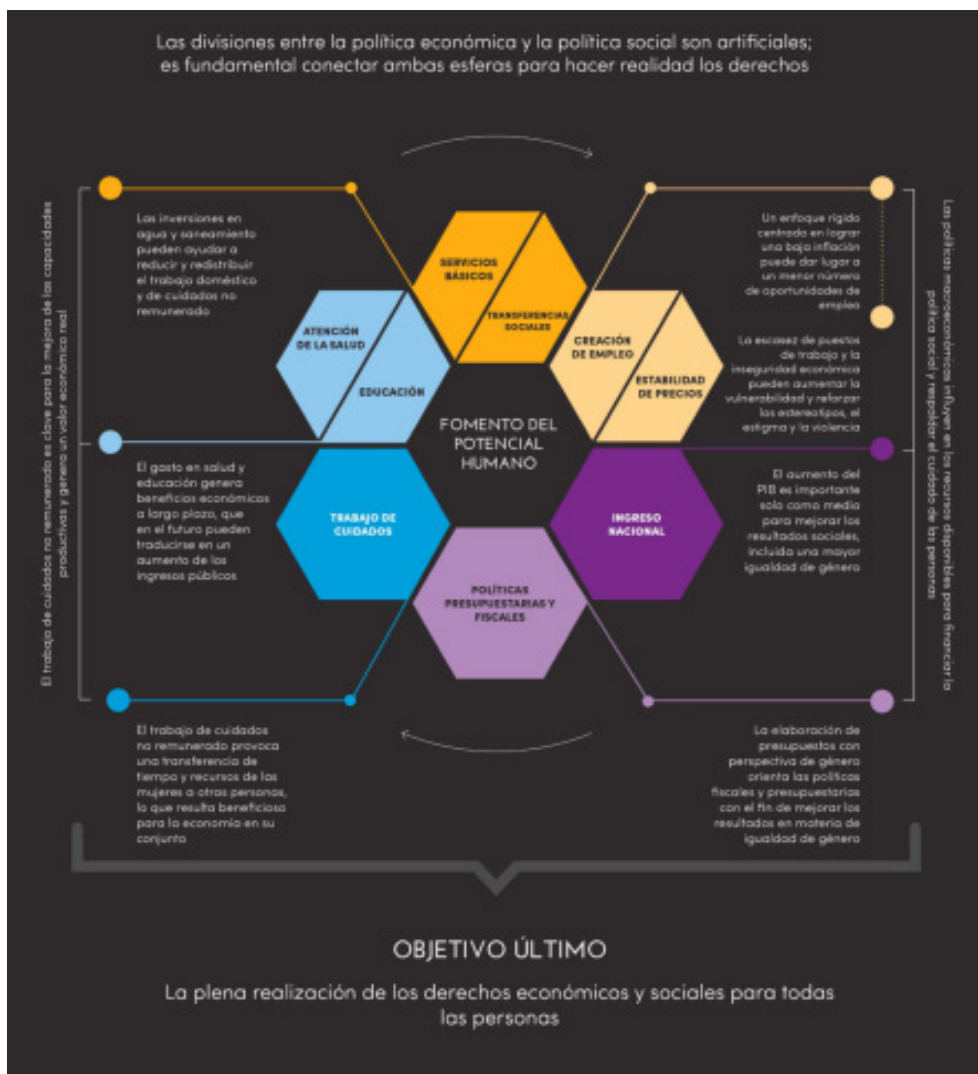 Las divisiones entre la política económica y la política social son artificiales;
es fundamental conectar ambas esferas para hacer realidad los derechos
El trabajo de cuidados no remunerado es clave para la mejora de las capacidades
productivas y genera un valor económico real
Las inversiones en
agua y saneamiento
pueden ayudar a
reducir y redistribuir
el trabajo doméstico
y de cuidados no
remunerado
El gasto en salud y
educación genera
beneficios económicos
a largo plazo, que
en el futuro pueden
traducirse en un
aumento de los
ingresos públicos
El trabajo de cuidados
no remunerado provoca
una transferencia de
tiempo y recursos de las
mujeres a otras personas,
lo que resulta beneficioso
para la economía en su
conjunto
SERVICIOS
BÁSICOS
TRANSFERENCIAS
SOCIALES
ATENCIÓN
DE LA SALUD
EDUCACIÓN
CREACIÓN
DE EMPLEO
ESTABILIDAD
DE PRECIOS
FOMENTO DEL
POTENCIAL
HUMANO
TRABAJO DE
CUIDADOS
INGRESO
NACIONAL
POLÍTICAS
PRESUPUESTARIAS Y
FISCALES
Un enfoque rígido
centrado en lograr
una baja inflación
puede dar lugar a
un menor número
de oportunidades de
empleo
La escasez de puestos
de trabajo y la
inseguridad económica
pueden aumentar la
vulnerabilidad y reforzar
los estereotipos, el
estigma y la violencia
El aumento del
PIB es importante
solo como medio
para mejorar los
resultados sociales,
incluida una mayor
igualdad de género
La elaboración de
presupuestos con
perspectiva de género
orienta las políticas
fiscales y presupuestarias
con el fin de mejorar los
resultados en materia de
igualdad de género
Las políticas macroeconómicas influyen en los recursos disponibles para financiar la
política social y respaldar el cuidado de las personas
OBJETIVO ÚLTIMO
La plena realización de los derechos económicos y sociales para todas
las personas